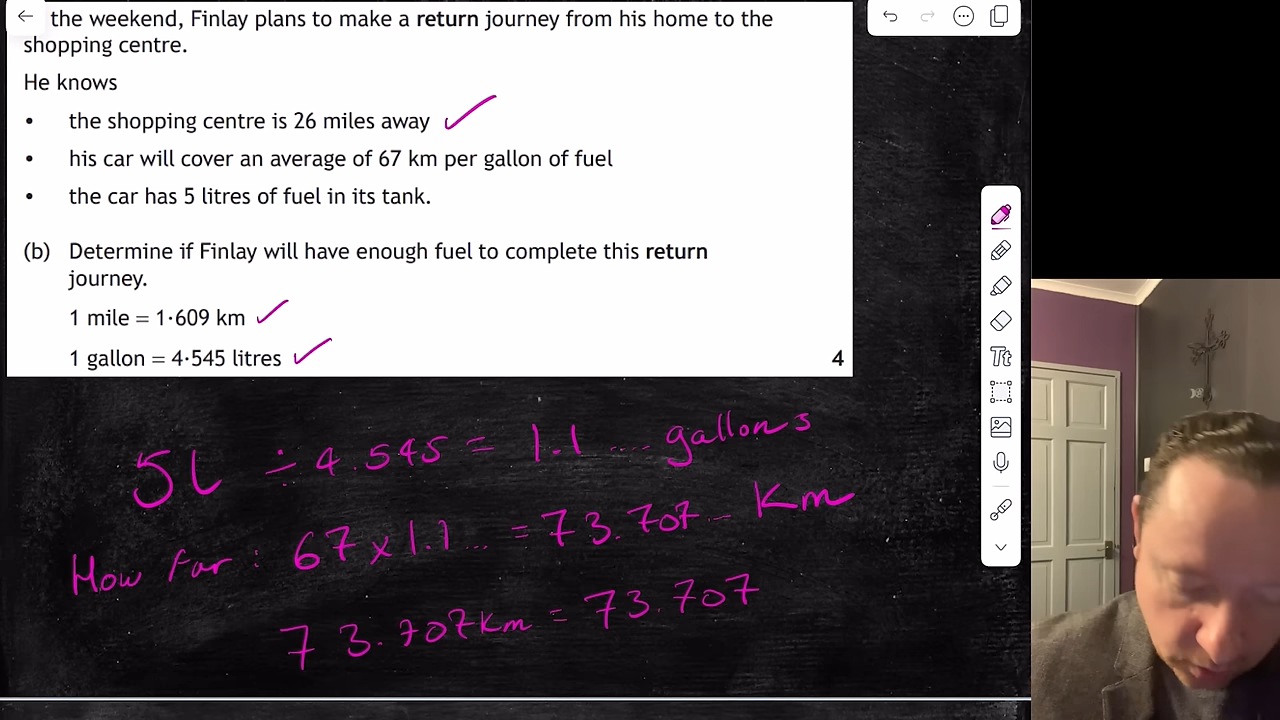 the weekend, Finlay plans to make a return journey from his home to the
shopping centre.
He knows
• the shopping centre is 26 miles away
• his car will cover an average of 67 km per gallon of fuel
• the car has 5 litres of fuel in its tank.
(b) Determine if Finlay will have enough fuel to complete this return
journey.
1 mile = 1·609 km
1 gallon = 4·545 litres
4
5L ÷ 4.545 = 1.1 .... gallons
How far : 67 x 1.1 ... = 73.707... Km
73.707Km = 73.707
Tt